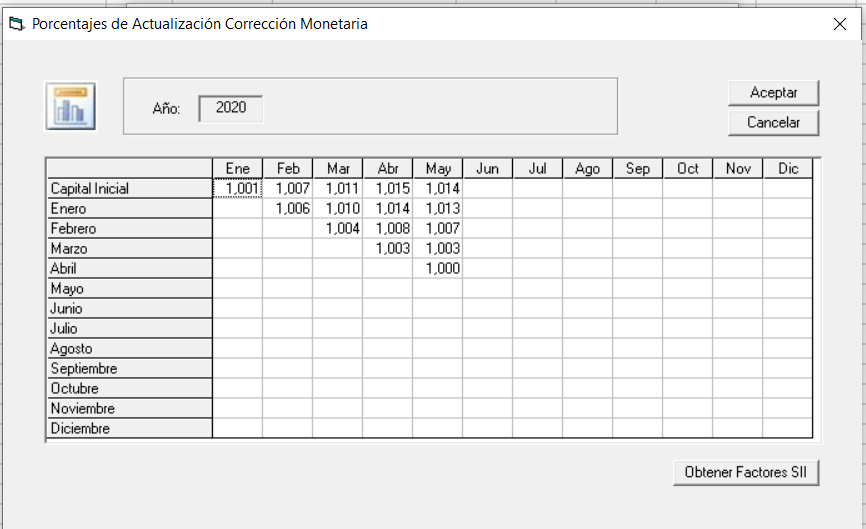 Porcentajes de Actualización Corrección Monetaria
Año: 2020
Aceptar
Cancelar
Ene Feb Mar Abr May Jun Jul Ago Sep Oct Nov Dic
Capital Inicial 1,001 1,007 1,011 1,015 1,014
Enero 1,006 1,010 1,014 1,013
Febrero 1,004 1,008 1,007
Marzo 1,003 1,003
Abril 1,000
Mayo
Junio
Julio
Agosto
Septiembre
Octubre
Noviembre
Diciembre
Obtener Factores SII